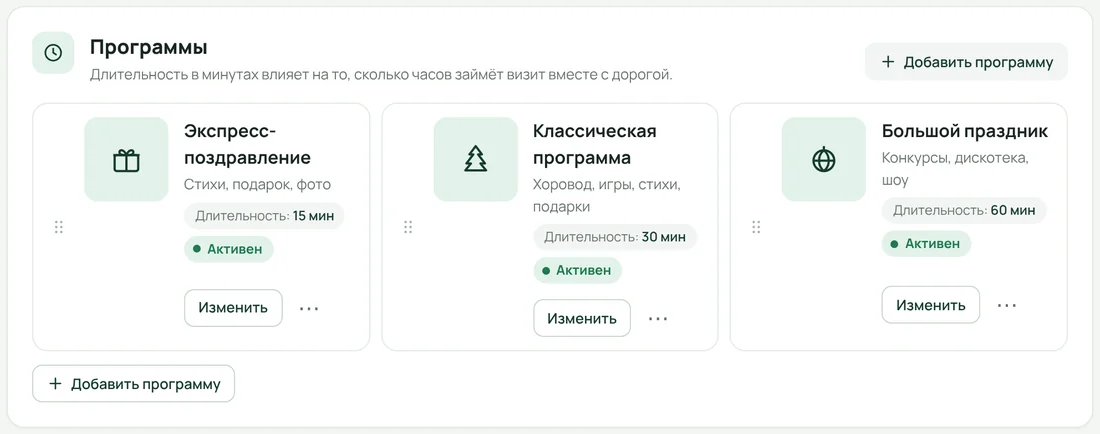 Программы
Длительность в минутах влияет на то, сколько часов займёт визит вместе с дорогой.
+ Добавить программу
Экспресс-
поздравление
Стихи, подарок, фото
Длительность: 15 мин
Активен
Изменить ...
Классическая
программа
Хоровод, игры, стихи,
подарки
Длительность: 30 мин
Активен
Изменить ...
Большой праздник
Конкурсы, дискотека,
шоу
Длительность: 60 мин
Активен
Изменить ...
+ Добавить программу